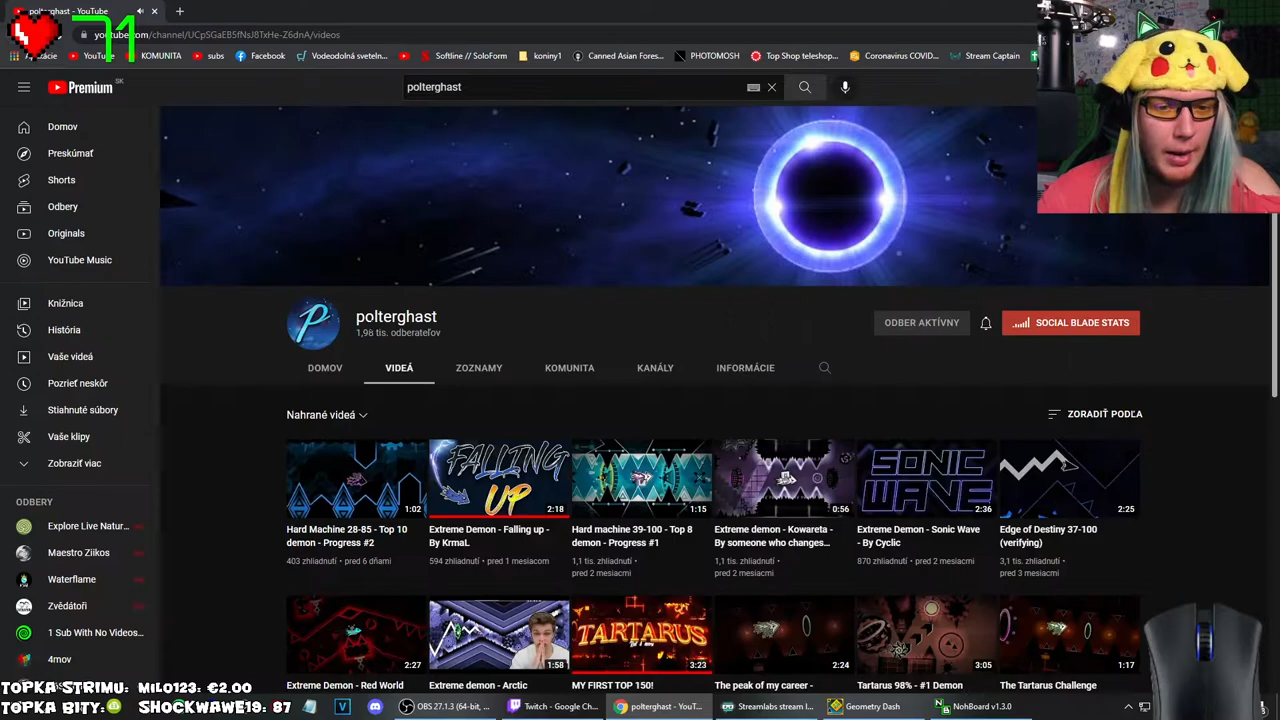 polterghast - YouTube
71
youtube.com/channel/UCpSGaEB5fNsJ8TxHe-Z6dnA/videos
YouTube KOMUNITA subs Facebook Vodeodolná sveteln... Softline // SoloForm koniny1 Canned Asian Forest... PHOTOMOSH Top Shop teleshop... Coronavirus COVID... Stream Captain
Premium SK
polterghast
Domov
Preskúmať
Shorts
Odbery
Originals
YouTube Music
Knižnica
História
Vaše videá
Pozrieť neskôr
Stiahnuté súbory
Vaše klipy
Zobraziť viac
ODBERY
Explore Live Natur...
Maestro Ziikos
Waterflame
Zvědátoři
1 Sub With No Videos...
4mov
polterghast
1,98 tis. odberateľov
ODBER AKTÍVNY
SOCIAL BLADE STATS
DOMOV VIDEÁ ZOZNAMY KOMUNITA KANÁLY INFORMÁCIE
Nahrané videá
ZORADIŤ PODĽA
1:02
FALLING UP
2:18
1:15
0:56
SONIC WAVE
2:36
2:25
Hard Machine 28-85 - Top 10 demon - Progress #2
403 zhliadnutí • pred 6 dňami
Extreme Demon - Falling up - By KrmaL
594 zhliadnutí • pred 1 mesiacom
Hard machine 39-100 - Top 8 demon - Progress #1
1,1 tis. zhliadnutí • pred 2 mesiacmi
Extreme demon - Kowareta - By someone who changes...
1,1 tis. zhliadnutí • pred 2 mesiacmi
Extreme Demon - Sonic Wave - By Cyclic
870 zhliadnutí • pred 2 mesiacmi
Edge of Destiny 37-100 (verifying)
3,1 tis. zhliadnutí • pred 3 mesiacmi
2:27
1:58
TARTARUS
3:23
2:24
3:05
1:17
Extreme Demon - Red World
Extreme demon - Arctic
MY FIRST TOP 150!
The peak of my career -
Tartarus 98% - #1 Demon
The Tartarus Challenge
TOPKA STRIMU: MILO123: €2.00
TOPKA BITY: SHOCKWAWE19: 87
OBS 27.1.3 (64-bit, ...
Twitch - Google Ch...
polterghast - YouT...
Streamlabs stream l...
Geometry Dash
NohBoard v1.3.0